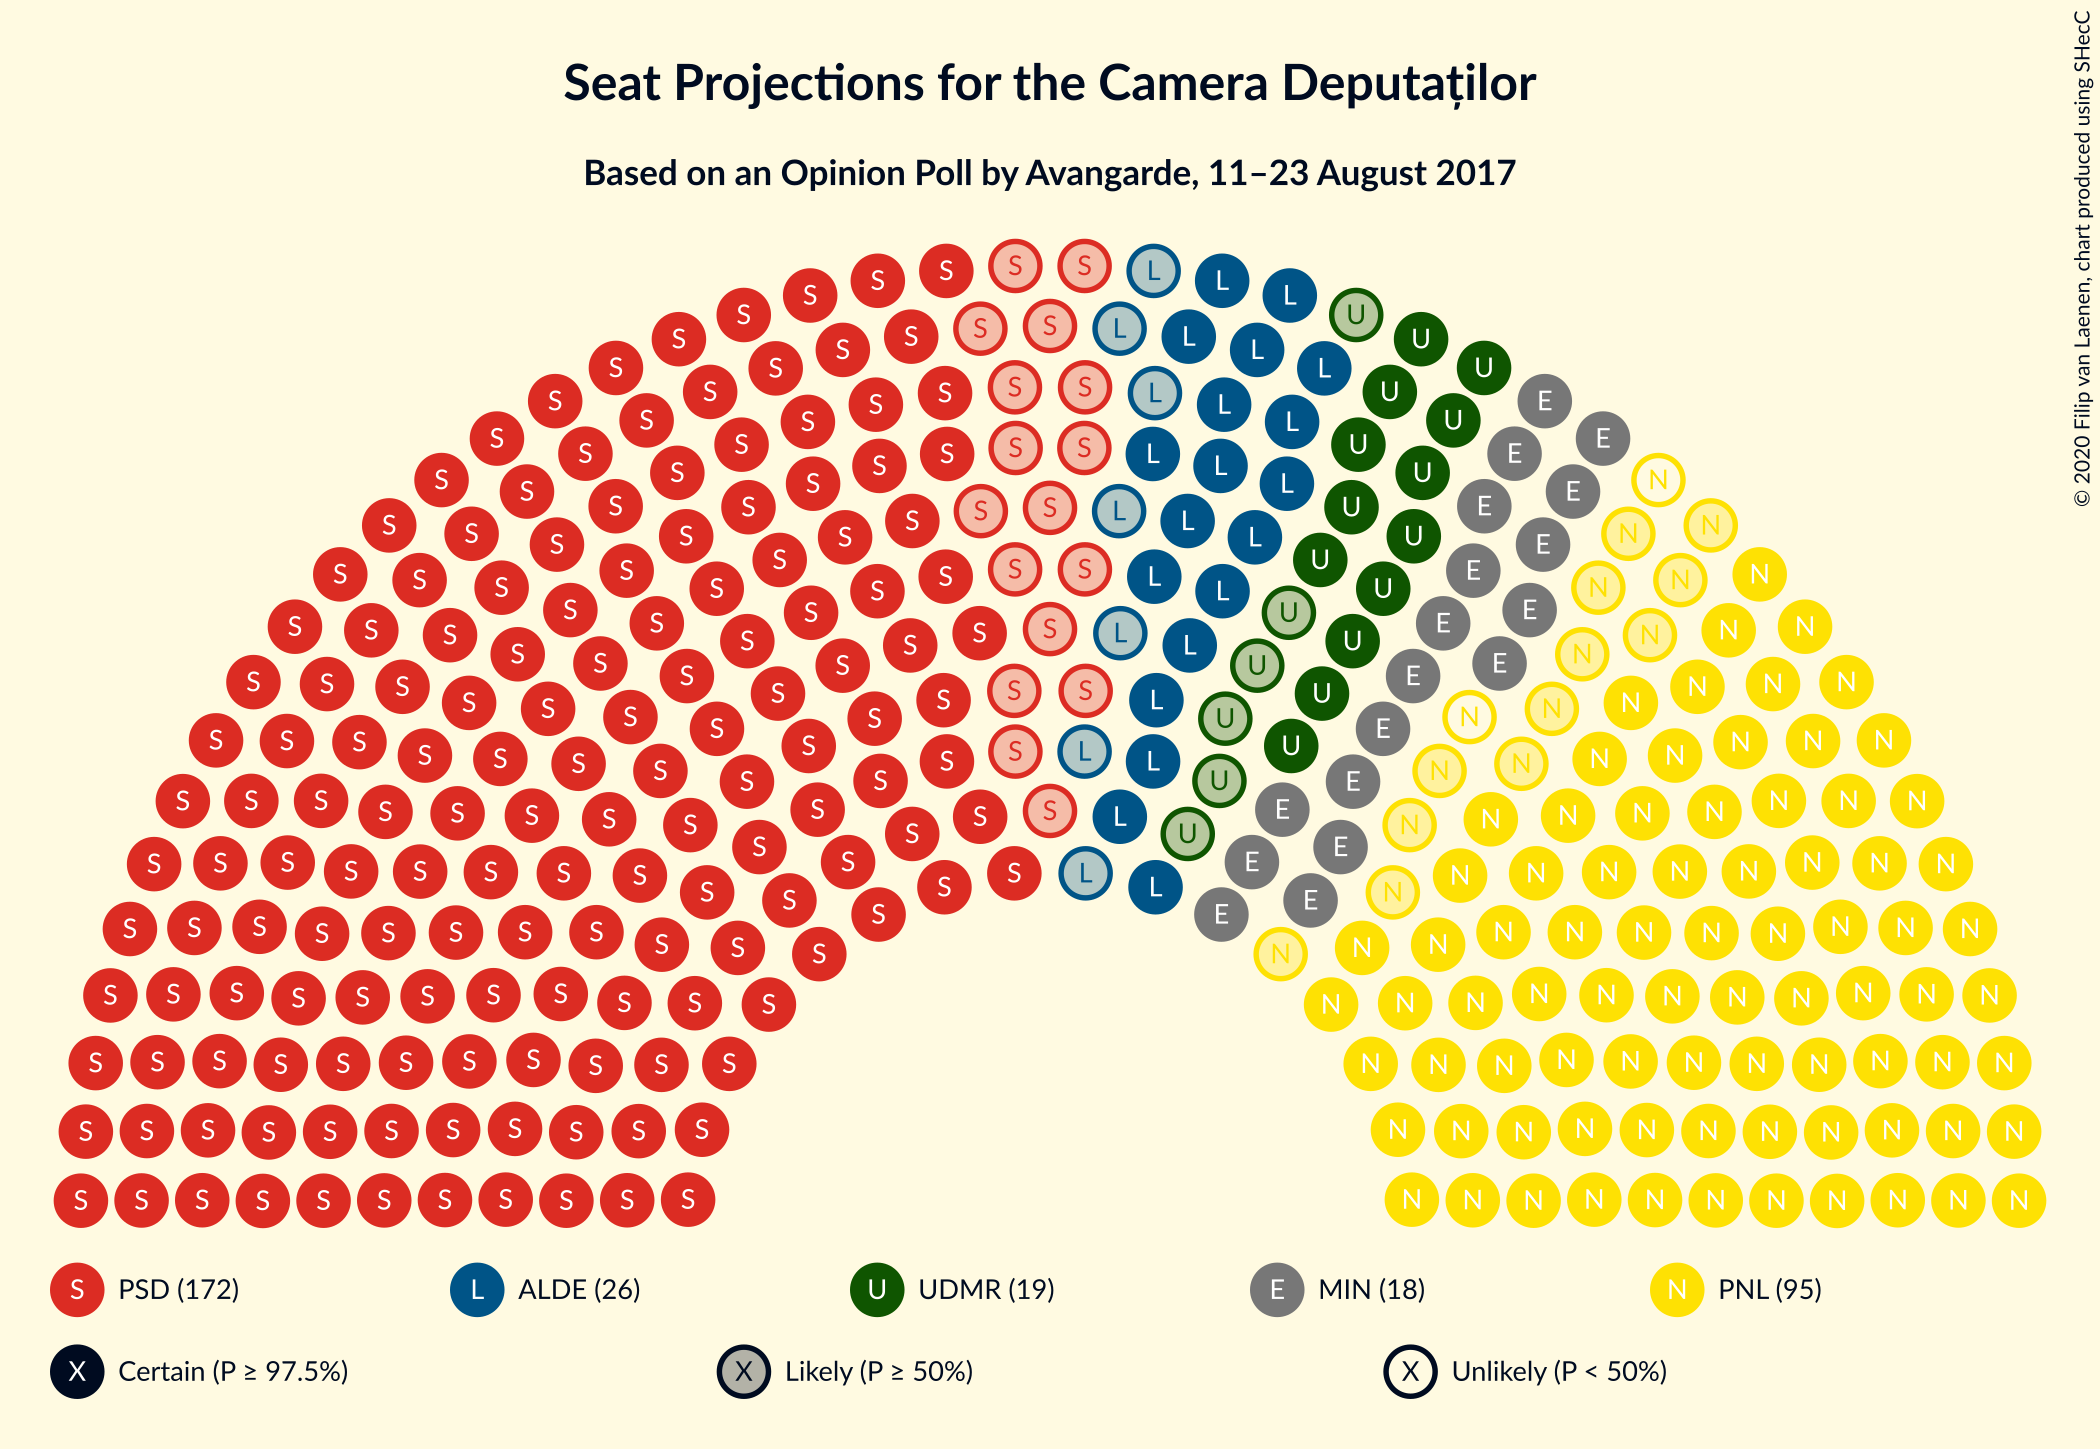 Seat Projections for the Camera Deputaților
Based on an Opinion Poll by Avangarde, 11–23 August 2017
© 2020 Filip van Laenen, chart produced using SHecC
S PSD (172) L ALDE (26) U UDMR (19) E MIN (18) N PNL (95)
X Certain (P ≥ 97.5%) X Likely (P ≥ 50%) X Unlikely (P < 50%)